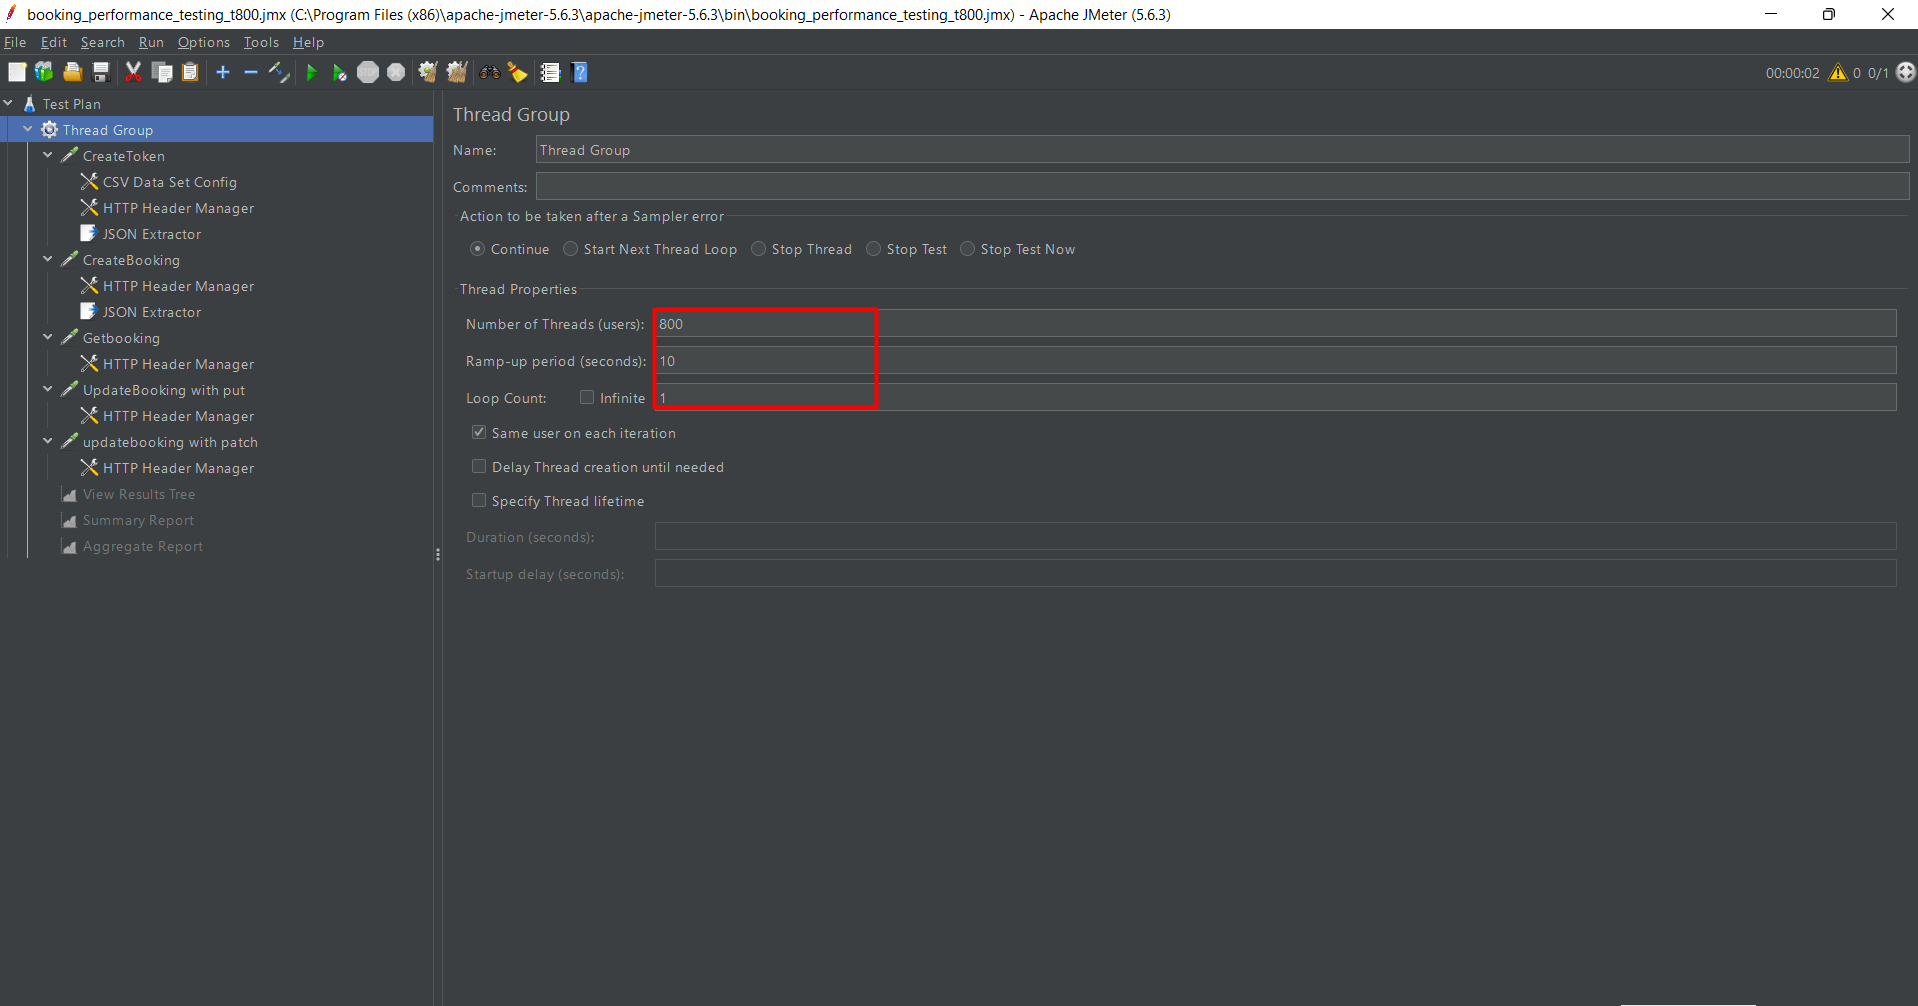 booking_performance_testing_t800.jmx (C:\Program Files (x86)\apache-jmeter-5.6.3\apache-jmeter-5.6.3\bin\booking_performance_testing_t800.jmx) - Apache JMeter (5.6.3)
File Edit Search Run Options Tools Help
00:00:02 0 0/1
Test Plan
Thread Group
CreateToken
CSV Data Set Config
HTTP Header Manager
JSON Extractor
CreateBooking
HTTP Header Manager
JSON Extractor
Getbooking
HTTP Header Manager
UpdateBooking with put
HTTP Header Manager
updatebooking with patch
HTTP Header Manager
View Results Tree
Summary Report
Aggregate Report
Thread Group
Name: Thread Group
Comments:
Action to be taken after a Sampler error
Continue Start Next Thread Loop Stop Thread Stop Test Stop Test Now
Thread Properties
Number of Threads (users): 800
Ramp-up period (seconds): 10
Loop Count: Infinite 1
Same user on each iteration
Delay Thread creation until needed
Specify Thread lifetime
Duration (seconds):
Startup delay (seconds):